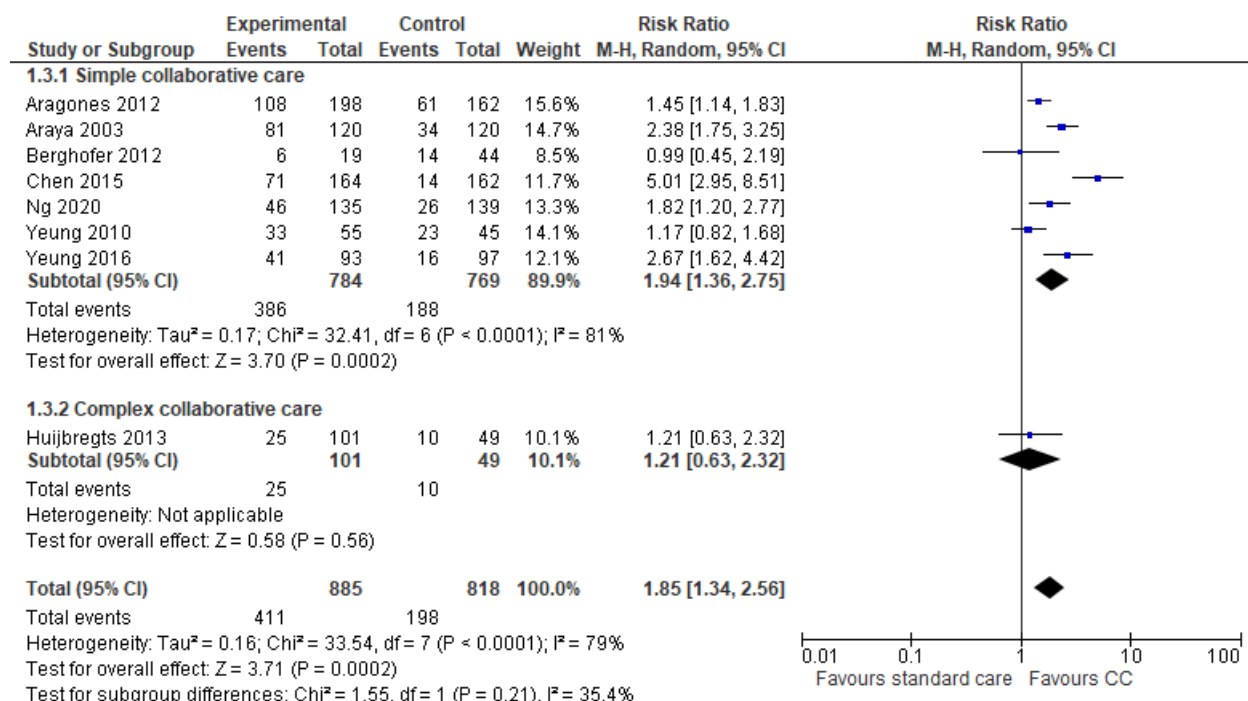 Experimental Control Risk Ratio Risk Ratio
Study or Subgroup Events Total Events Total Weight M-H, Random, 95% CI M-H, Random, 95% CI
1.3.1 Simple collaborative care
Aragones 2012 108 198 61 162 15.6% 1.45 [1.14, 1.83]
Araya 2003 81 120 34 120 14.7% 2.38 [1.75, 3.25]
Berghofer 2012 6 19 14 44 8.5% 0.99 [0.45, 2.19]
Chen 2015 71 164 14 162 11.7% 5.01 [2.95, 8.51]
Ng 2020 46 135 26 139 13.3% 1.82 [1.20, 2.77]
Yeung 2010 33 55 23 45 14.1% 1.17 [0.82, 1.68]
Yeung 2016 41 93 16 97 12.1% 2.67 [1.62, 4.42]
Subtotal (95% CI) 784 769 89.9% 1.94 [1.36, 2.75]
Total events 386 188
Heterogeneity: Tau² = 0.17; Chi² = 32.41, df = 6 (P < 0.0001); I² = 81%
Test for overall effect: Z = 3.70 (P = 0.0002)
1.3.2 Complex collaborative care
Huijbregts 2013 25 101 10 49 10.1% 1.21 [0.63, 2.32]
Subtotal (95% CI) 101 49 10.1% 1.21 [0.63, 2.32]
Total events 25 10
Heterogeneity: Not applicable
Test for overall effect: Z = 0.58 (P = 0.56)
Total (95% CI) 885 818 100.0% 1.85 [1.34, 2.56]
Total events 411 198
Heterogeneity: Tau² = 0.16; Chi² = 33.54, df = 7 (P < 0.0001); I² = 79%
Test for overall effect: Z = 3.71 (P = 0.0002)
Test for subgroup differences: Chi² = 1.55, df = 1 (P = 0.21), I² = 35.4%
0.01 0.1 1 10 100
Favours standard care Favours CC